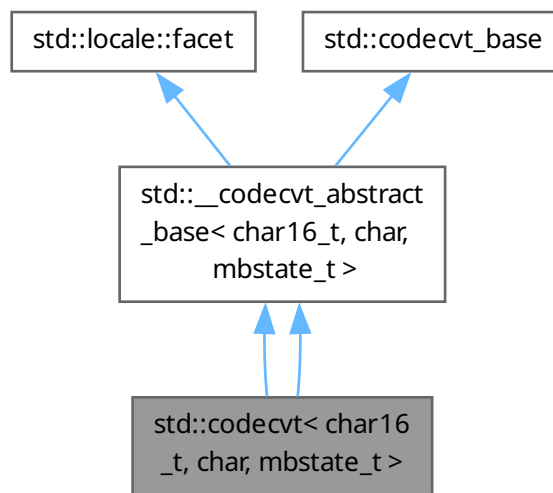 std::locale::facet
std::codecvt_base
std::__codecvt_abstract
_base< char16_t, char,
mbstate_t >
std::codecvt< char16
_t, char, mbstate_t >